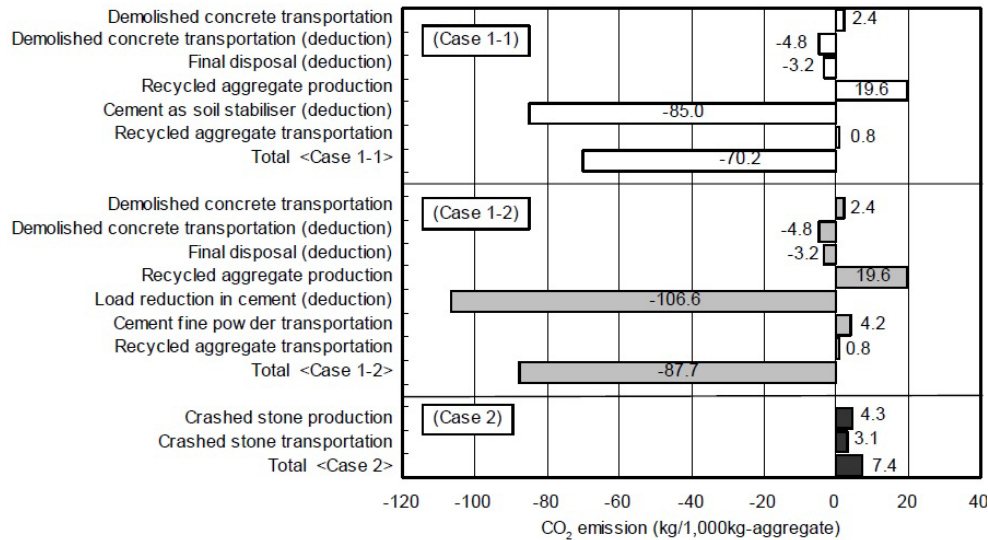 Demolished concrete transportation 2.4
Demolished concrete transportation (deduction) (Case 1-1) -4.8
Final disposal (deduction) -3.2
Recycled aggregate production 19.6
Cement as soil stabiliser (deduction) -85.0
Recycled aggregate transportation 0.8
Total <Case 1-1> -70.2
Demolished concrete transportation (Case 1-2) 2.4
Demolished concrete transportation (deduction) -4.8
Final disposal (deduction) -3.2
Recycled aggregate production 19.6
Load reduction in cement (deduction) -106.6
Cement fine powder transportation 4.2
Recycled aggregate transportation 0.8
Total <Case 1-2> -87.7
Crashed stone production (Case 2) 4.3
Crashed stone transportation 3.1
Total <Case 2> 7.4
-120 -100 -80 -60 -40 -20 0 20 40
CO2 emission (kg/1,000kg-aggregate)